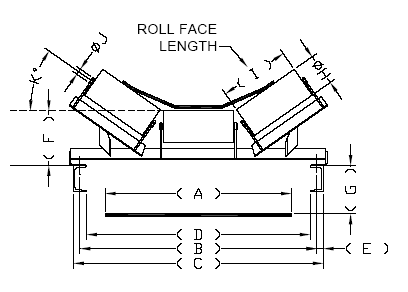 ROLL FACE
LENGTH
ØJ
K°
( I )
ØH
( F )
( A )
( G )
( D )
( B )
( E )
( C )